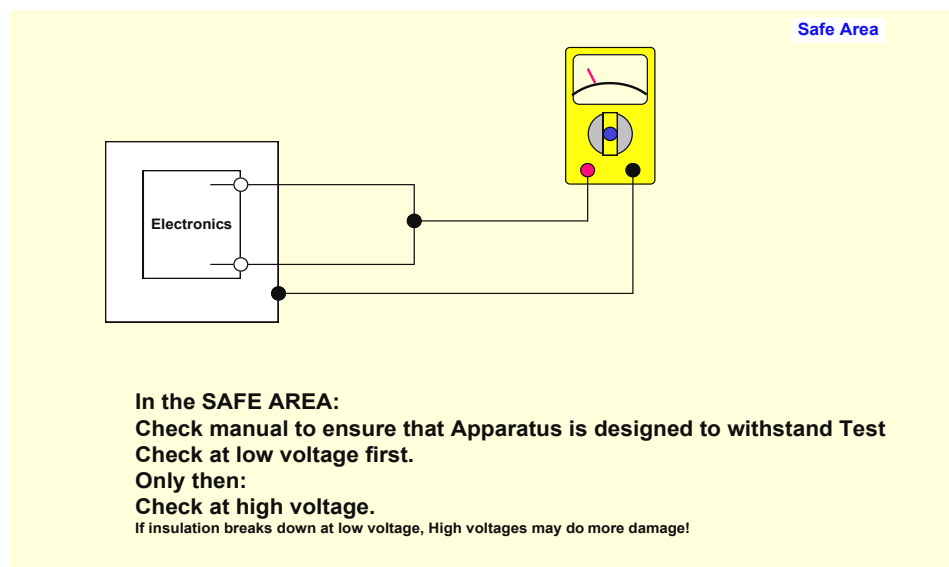 Safe Area
Electronics
In the SAFE AREA:
Check manual to ensure that Apparatus is designed to withstand Test
Check at low voltage first.
Only then:
Check at high voltage.
If insulation breaks down at low voltage, High voltages may do more damage!